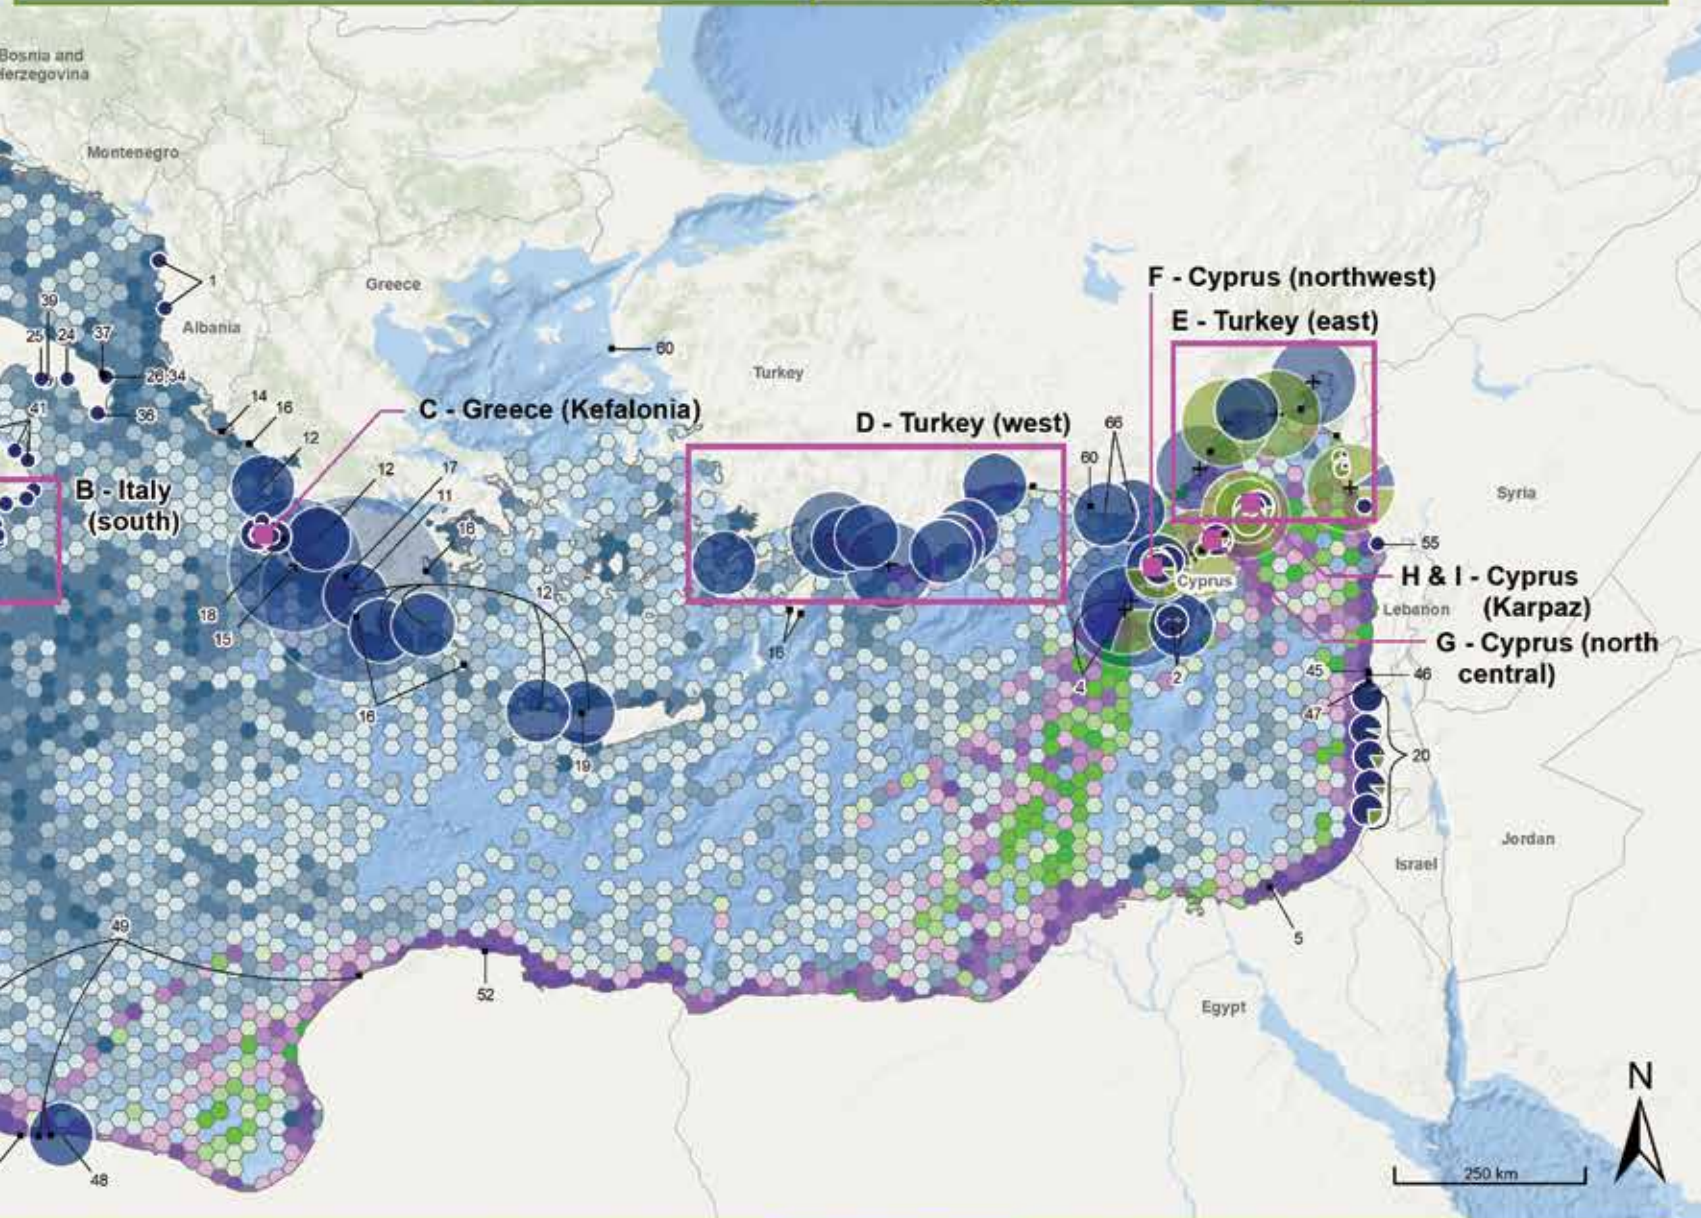 Bosnia and
Herzegovina
Montenegro
39
25
24
37
1
Albania
Greece
60
F - Cyprus (northwest)
E - Turkey (east)
Turkey
41
36
14
16
C - Greece (Kefalonia)
D - Turkey (west)
12
12
17
11
66
60
B - Italy
(south)
Syria
18
55
Cyprus
H & I - Cyprus
(Karpaz)
Lebanon
18
15
12
16
G - Cyprus (north
central)
4
2
45
46
47
16
20
19
Jordan
Israel
49
5
52
Egypt
N
48
250 km